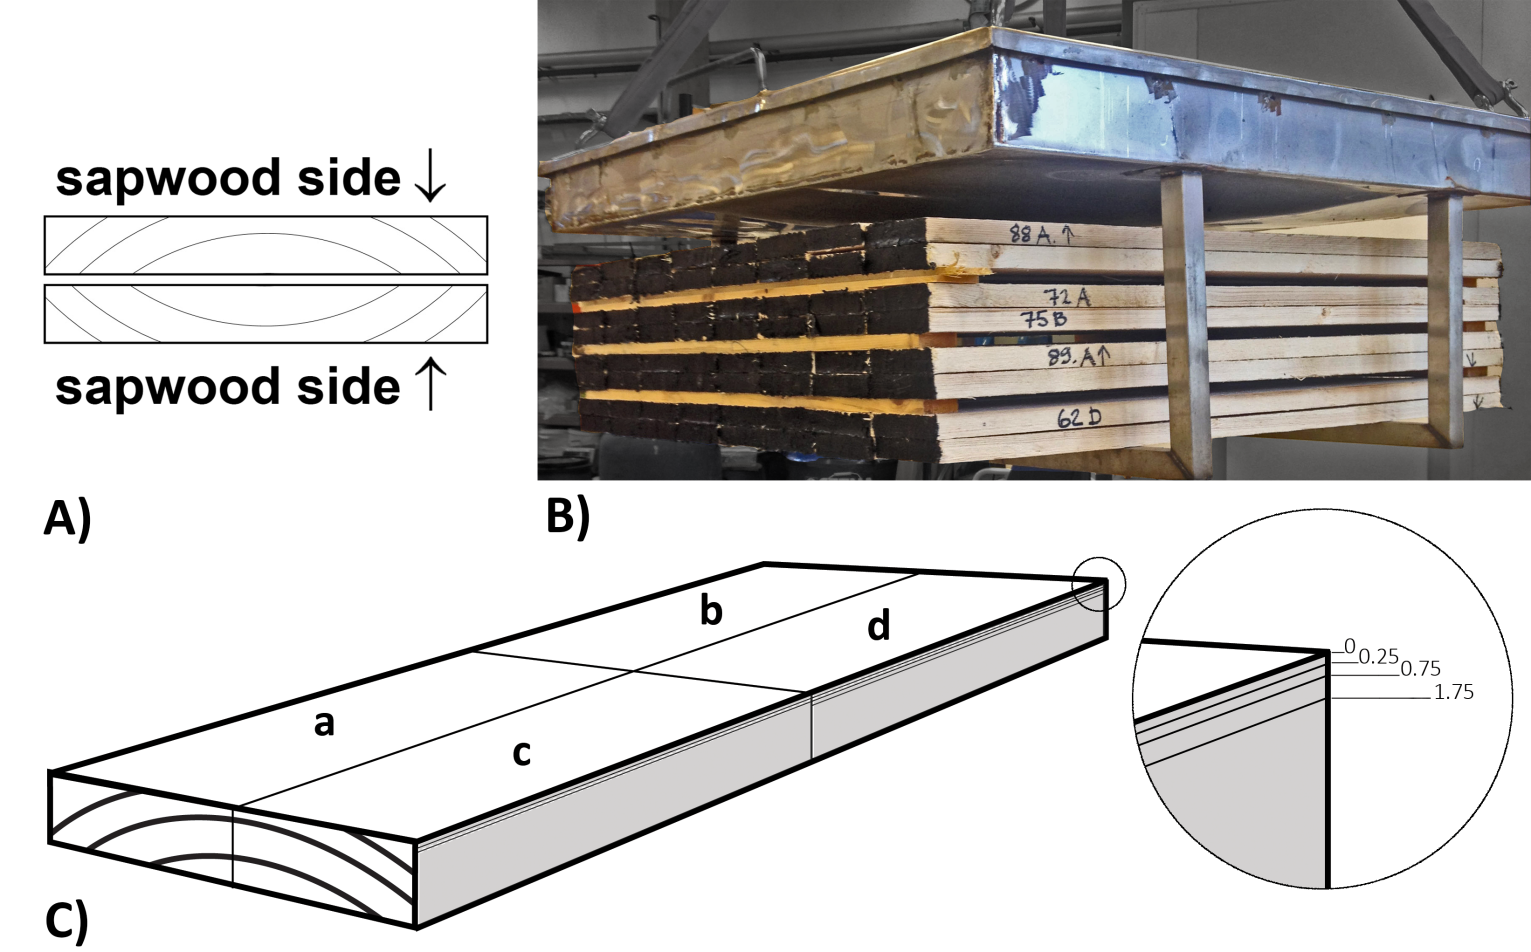 sapwood side ↓
sapwood side ↑
A)
88 A. ↑
72 A
75 B
89. A ↑
62 D
B)
a
b
c
d
0
0.25
0.75
1.75
C)